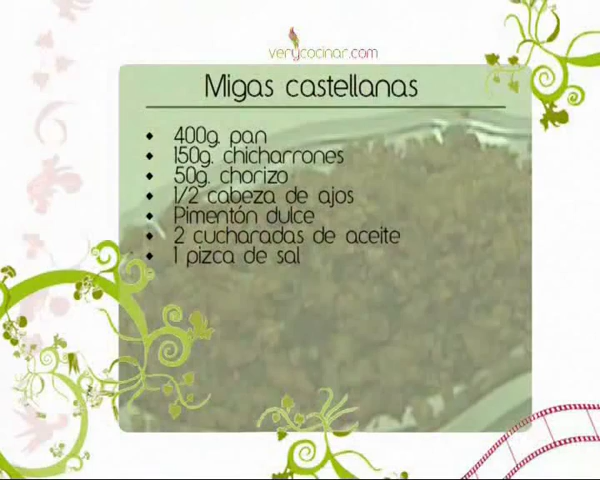 verycocinar.com
Migas castellanas
400g. pan
150g. chicharrones
50g. chorizo
1/2 cabeza de ajos
Pimentón dulce
2 cucharadas de aceite
1 pizca de sal